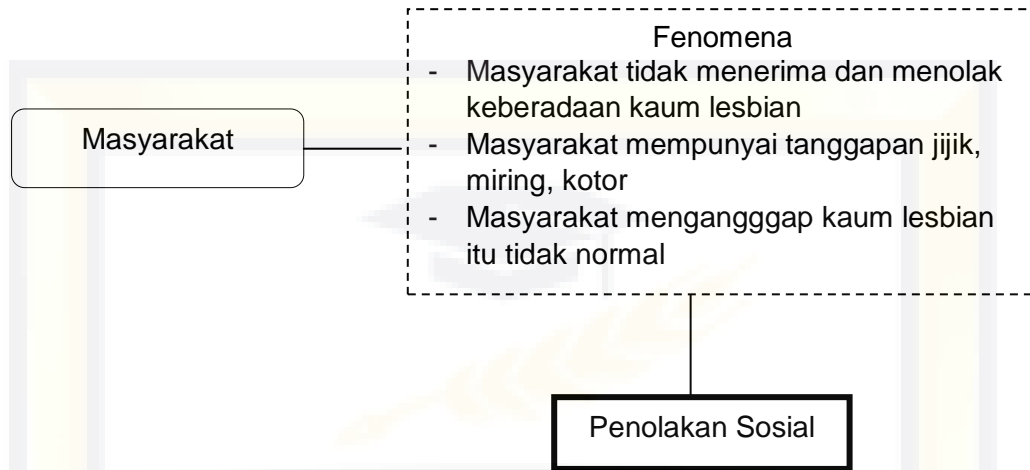 Fenomena
- Masyarakat tidak menerima dan menolak
keberadaan kaum lesbian
Masyarakat
- Masyarakat mempunyai tanggapan jijik,
miring, kotor
- Masyarakat mengangggap kaum lesbian
itu tidak normal
Penolakan Sosial